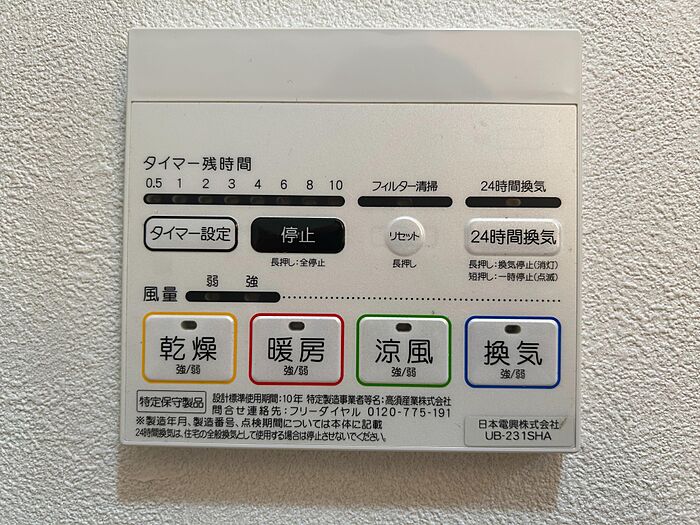 タイマー残時間
0.5 1 2 3 4 6 8 10
フィルター清掃
24時間換気
タイマー設定
停止
リセット
24時間換気
長押し:全停止
長押し
長押し:換気停止(消灯)
短押し:一時停止(点滅)
風量 弱 強
乾燥
強/弱
暖房
強/弱
涼風
強/弱
換気
強/弱
特定保守製品
設計標準使用期間:10年 特定製造事業者等名:高須産業株式会社
問合せ連絡先:フリーダイヤル 0120-775-191
※製造年月、製造番号、点検期間については本体に記載
24時間換気は、住宅の全般換気として使用する場合は停止させないでください。
日本電興株式会社
UB-231SHA